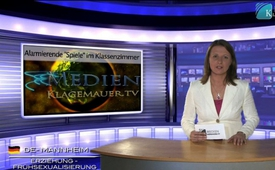 Alarmierende "Spiele" im Klassenzimmer
MEDIEN
KLAGEMAUER.TV
K
DE- MANNHEIM
ERZIEHUNG -
FRÜHSEXUALISIERUNG